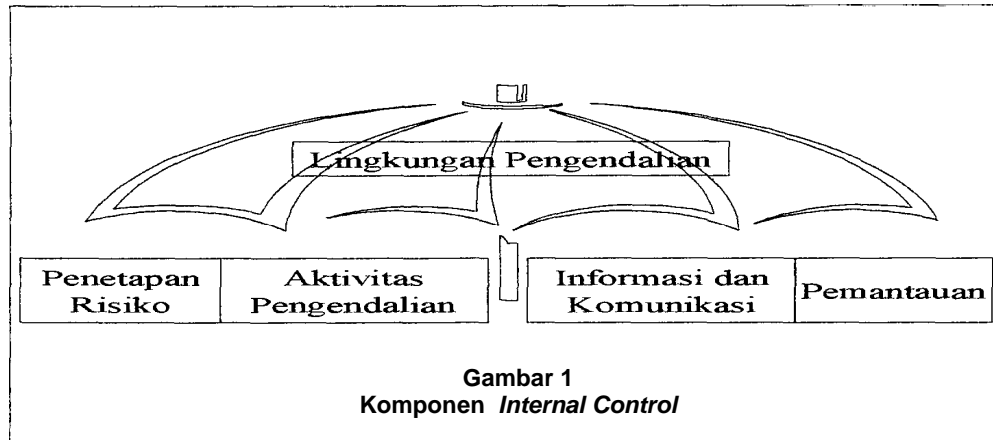 Lingkungan Pengendalian
Penetapan
Risiko
Aktivitas
Pengendalian
Informasi dan
Komunikasi
Pemantauan
Gambar 1
Komponen Internal Control